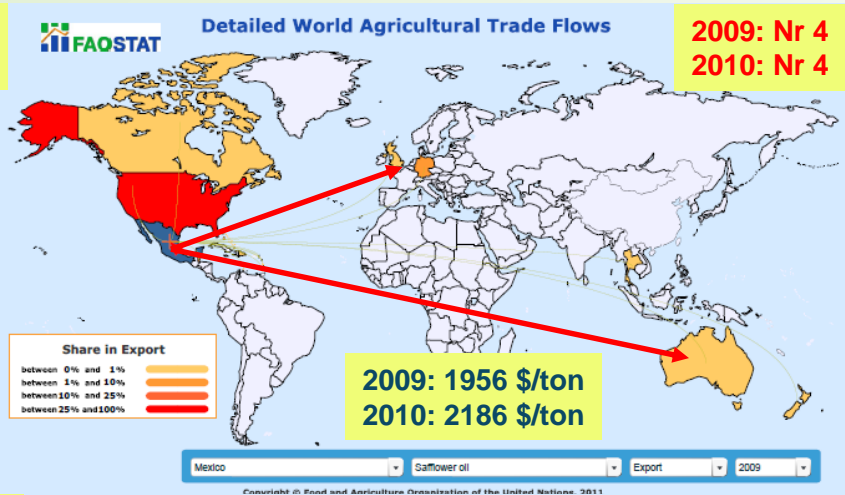 FAOSTAT
Detailed World Agricultural Trade Flows
2009: Nr 4
2010: Nr 4
Share in Export
between 0% and 1%
between 1% and 10%
between 10% and 25%
between 25% and 100%
2009: 1956 $/ton
2010: 2186 $/ton
Mexico
Safflower oil
Export
2009
Copyright © Food and Agriculture Organization of the United Nations, 2011